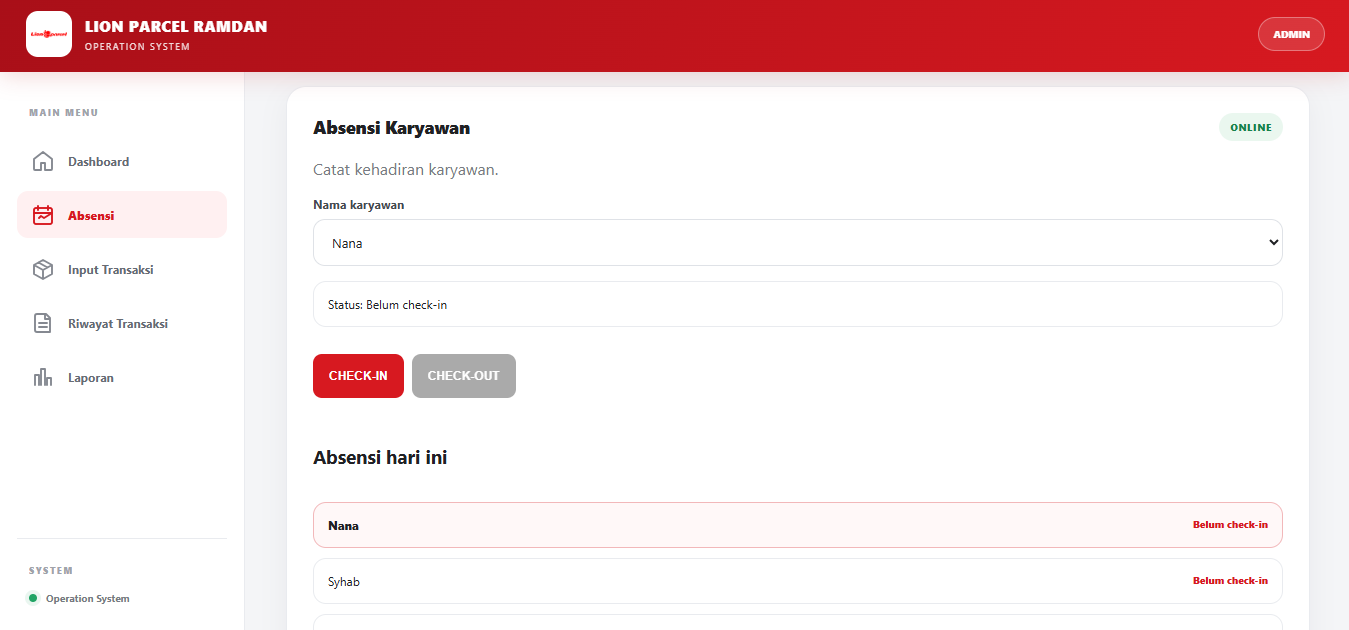 Lion parcel
LION PARCEL RAMDAN
OPERATION SYSTEM
ADMIN
MAIN MENU
Dashboard
Absensi
Input Transaksi
Riwayat Transaksi
Laporan
SYSTEM
Operation System
Absensi Karyawan
ONLINE
Catat kehadiran karyawan.
Nama karyawan
Nana
Status: Belum check-in
CHECK-IN CHECK-OUT
Absensi hari ini
Nana Belum check-in
Syhab Belum check-in